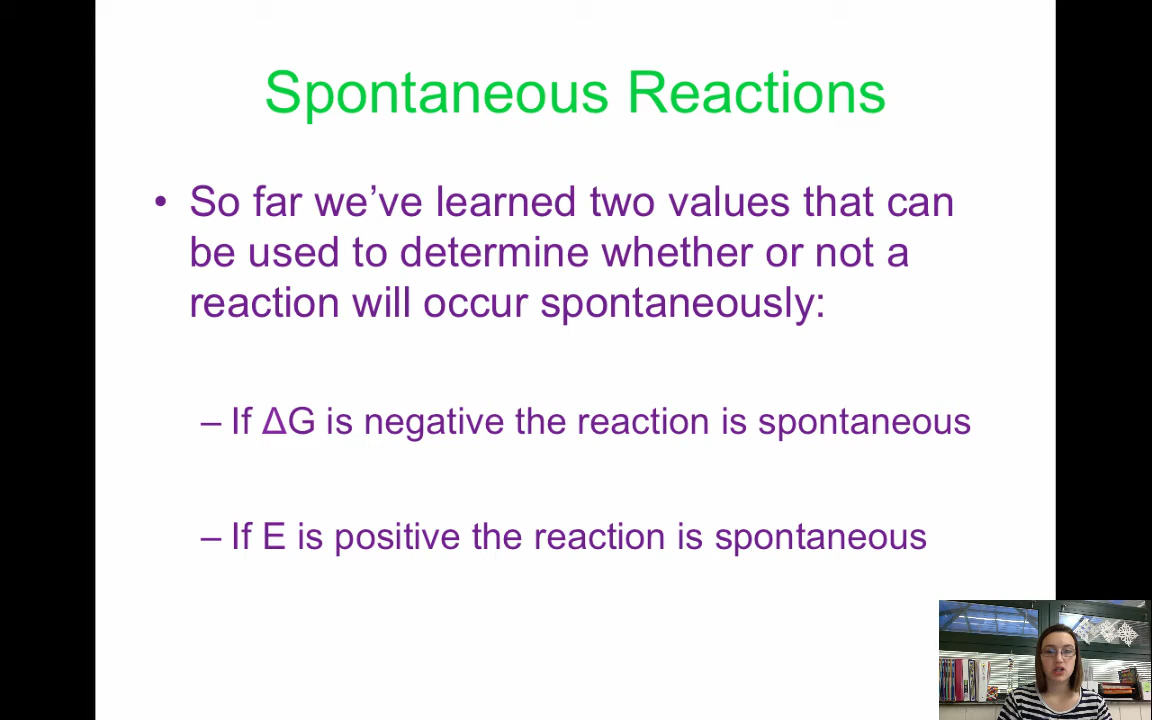 Spontaneous Reactions
• So far we’ve learned two values that can
be used to determine whether or not a
reaction will occur spontaneously:
– If ΔG is negative the reaction is spontaneous
– If E is positive the reaction is spontaneous